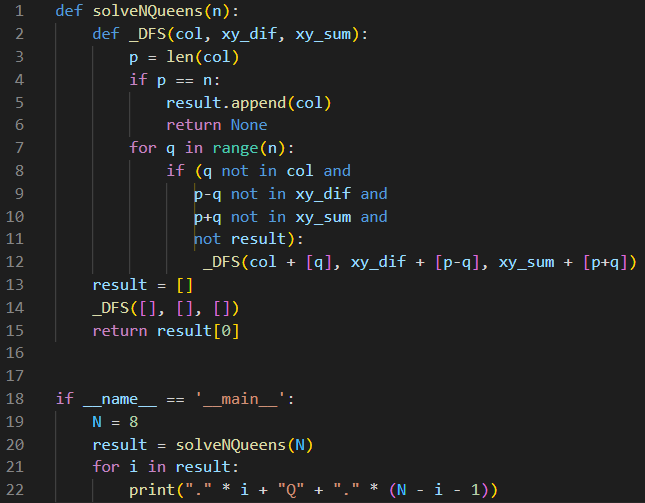 1 def solveNQueens(n):
2     def _DFS(col, xy_dif, xy_sum):
3         p = len(col)
4         if p == n:
5             result.append(col)
6             return None
7         for q in range(n):
8             if (q not in col and
9                p-q not in xy_dif and
10                p+q not in xy_sum and
11                not result):
12                 _DFS(col + [q], xy_dif + [p-q], xy_sum + [p+q])
13     result = []
14     _DFS([], [], [])
15     return result[0]
16
17
18 if __name__ == '__main__':
19     N = 8
20     result = solveNQueens(N)
21     for i in result:
22         print("." * i + "Q" + "." * (N - i - 1))